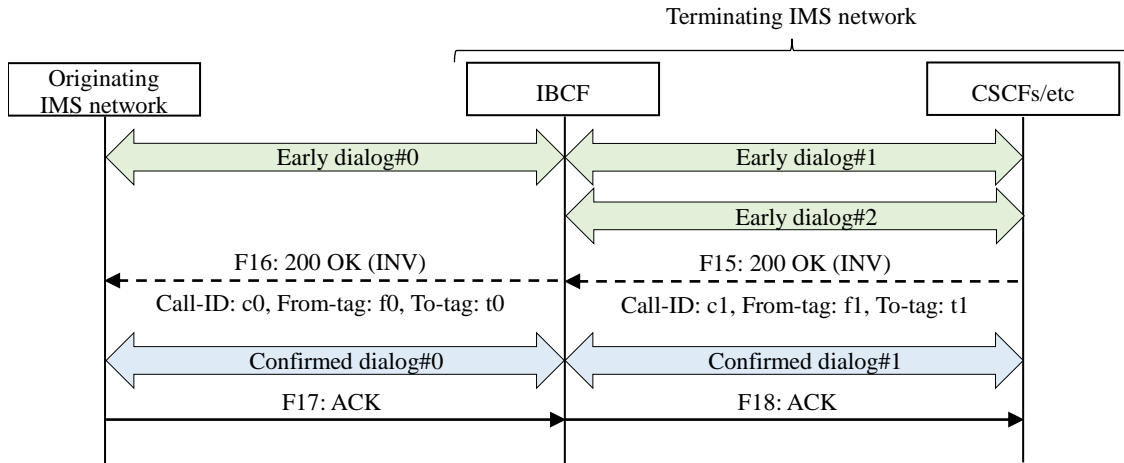 Terminating IMS network
Originating
IMS network
IBCF
CSCFs/etc
Early dialog#0
Early dialog#1
Early dialog#2
F16: 200 OK (INV)
F15: 200 OK (INV)
Call-ID: c0, From-tag: f0, To-tag: t0
Call-ID: c1, From-tag: f1, To-tag: t1
Confirmed dialog#0
Confirmed dialog#1
F17: ACK
F18: ACK